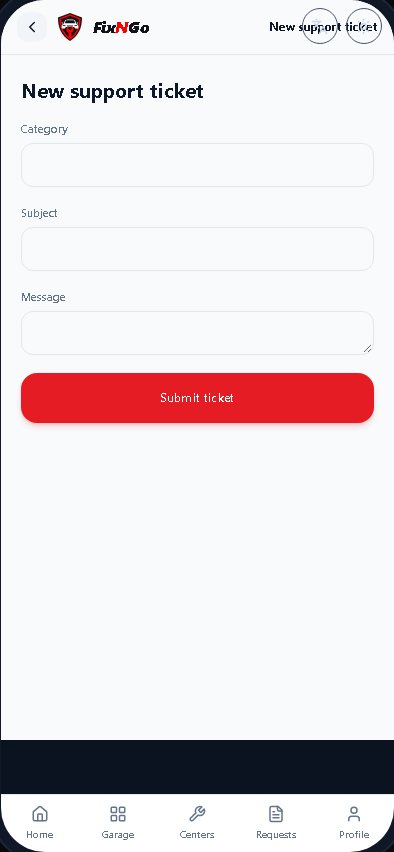 FixNGo
New support ticket
New support ticket
Category
Subject
Message
Submit ticket
Home
Garage
Centers
Requests
Profile